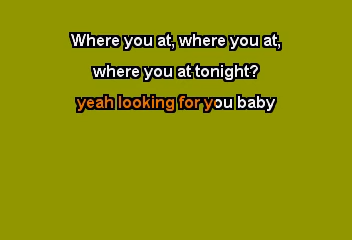 Where you at, where you at,
where you at tonight?
yeah looking for you baby